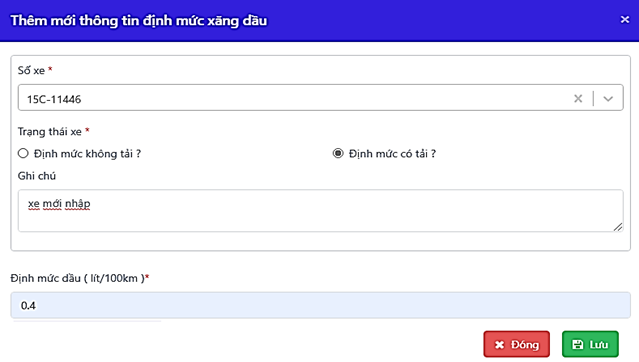 Thêm mới thông tin định mức xăng dầu
Số xe *
15C-11446
Trạng thái xe *
Định mức không tải ? Định mức có tải ?
Ghi chú
xe mới nhập
Định mức dầu ( lít/100km )*
0.4
Đóng Lưu